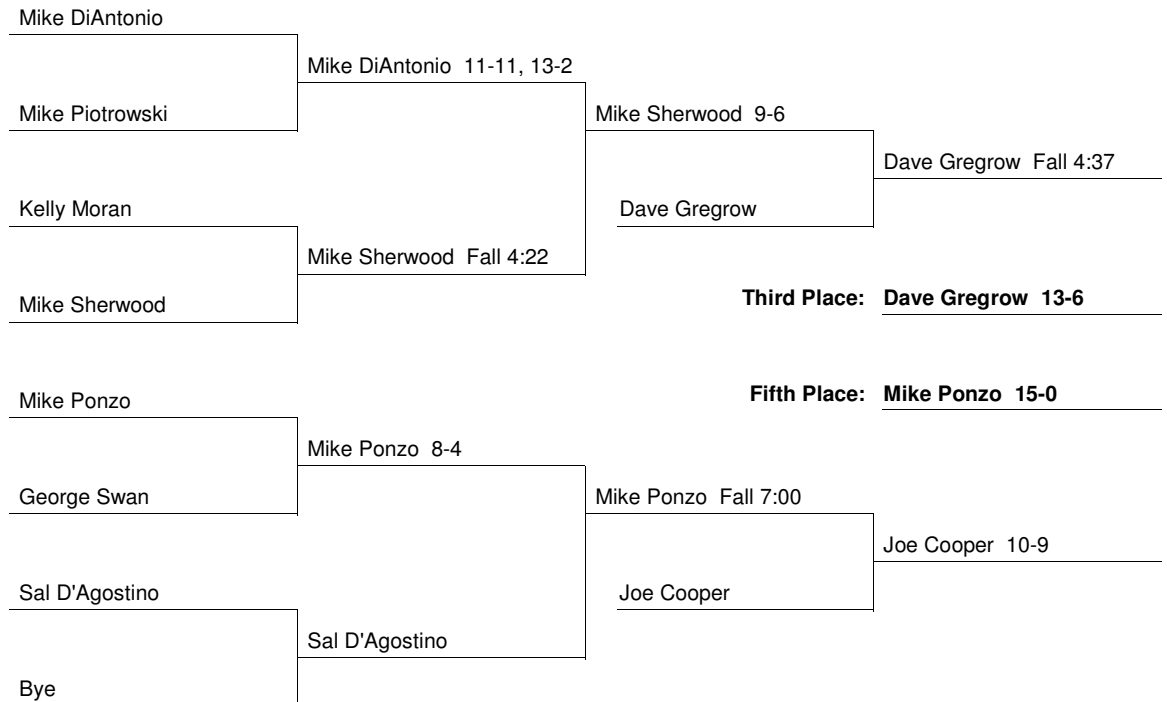 Mike DiAntonio
Mike DiAntonio  11-11, 13-2
Mike Piotrowski
Mike Sherwood  9-6
Dave Gregrow  Fall 4:37
Kelly Moran
Dave Gregrow
Mike Sherwood  Fall 4:22
Mike Sherwood
Third Place: Dave Gregrow  13-6
Fifth Place: Mike Ponzo  15-0
Mike Ponzo
Mike Ponzo  8-4
George Swan
Mike Ponzo  Fall 7:00
Joe Cooper  10-9
Sal D'Agostino
Joe Cooper
Sal D'Agostino
Bye